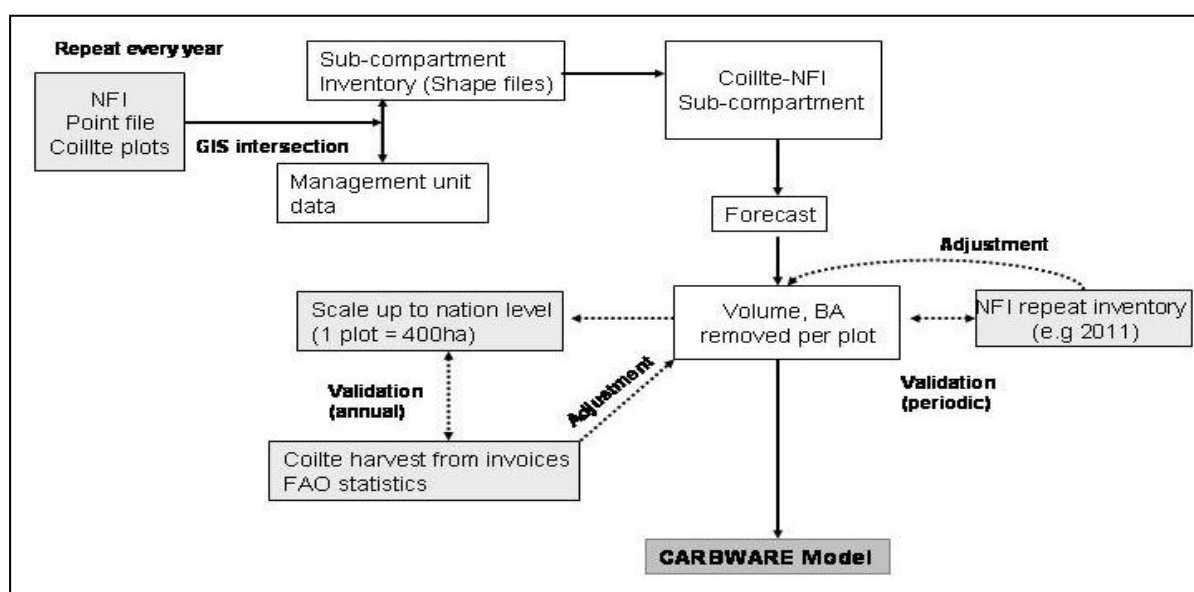 Repeat every year
NFI
Point file
Coillte plots
GIS intersection
Sub-compartment
Inventory (Shape files)
Management unit
data
Coillte-NFI
Sub-compartment
Forecast
Adjustment
Scale up to nation level
(1 plot = 400ha)
Volume, BA
removed per plot
NFI repeat inventory
(e.g 2011)
Validation
(annual)
Adjustment
Validation
(periodic)
Coilte harvest from invoices
FAO statistics
CARBWARE Model